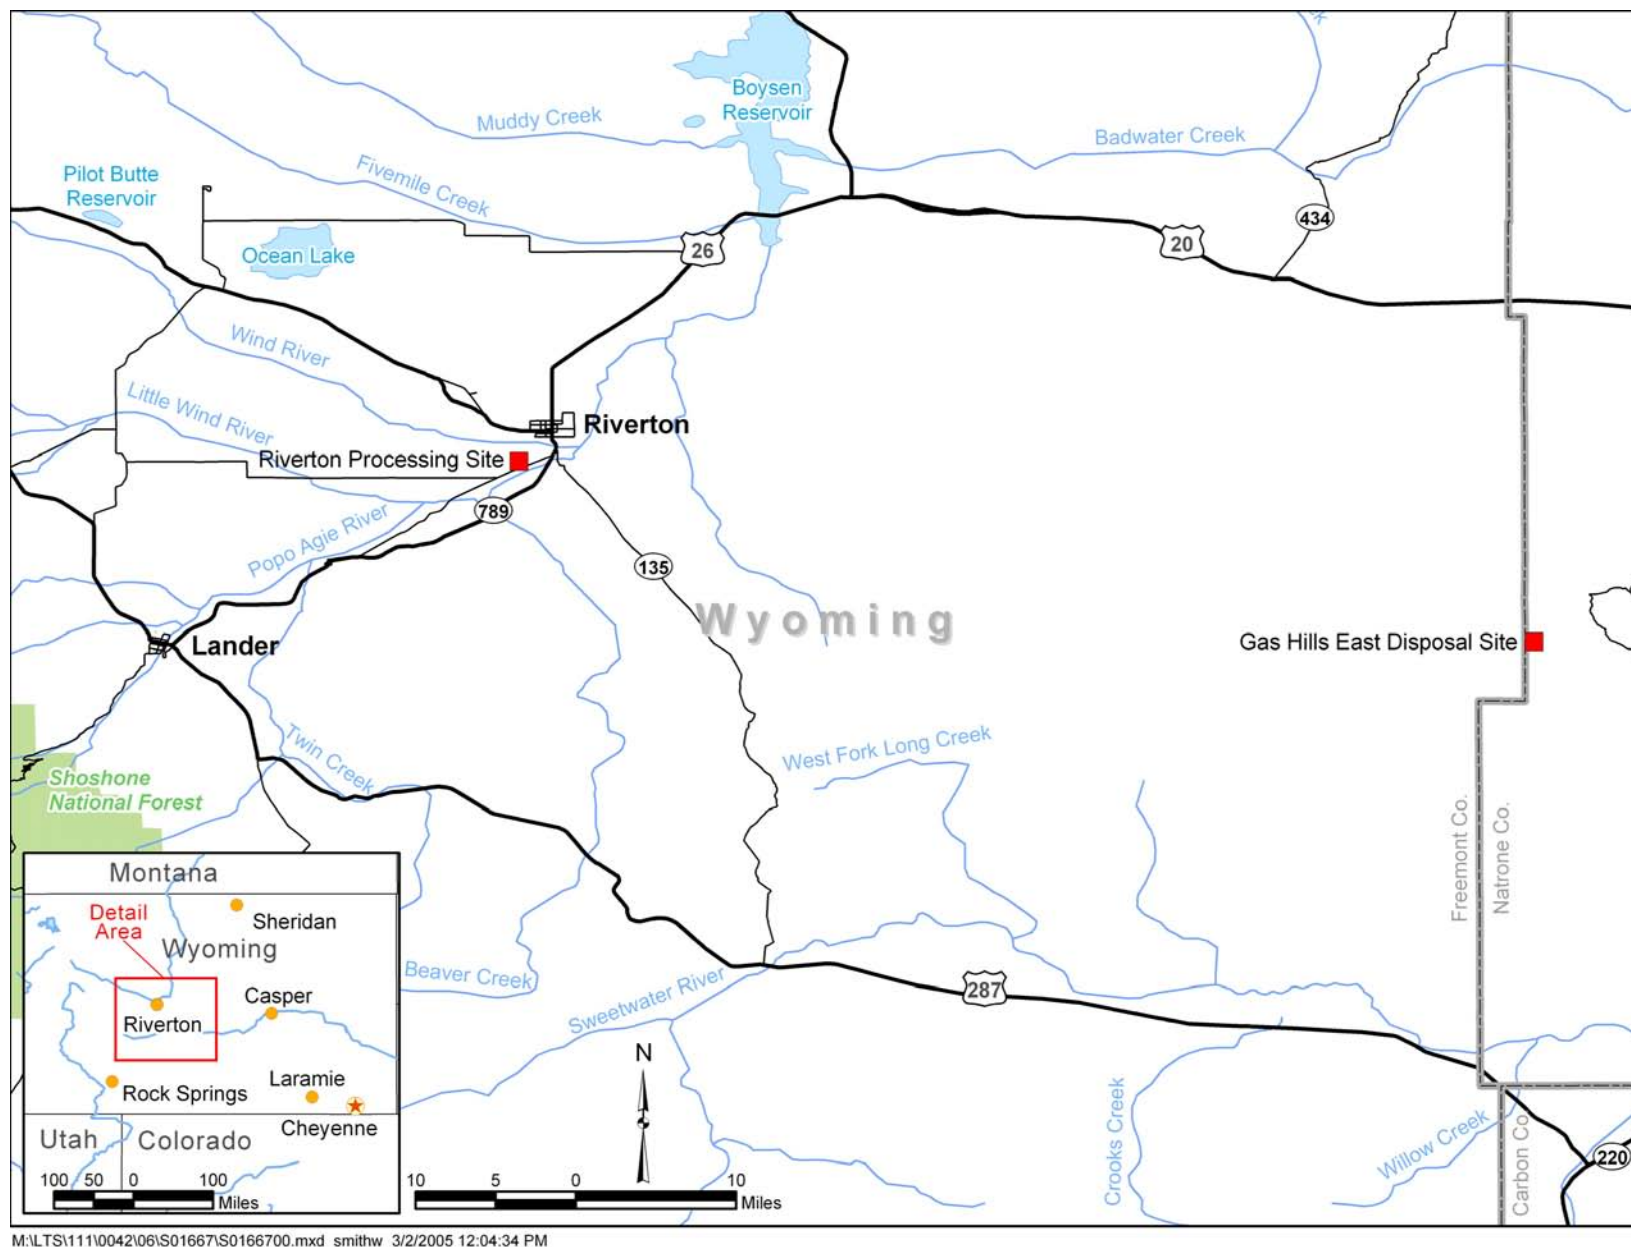 Boysen
Reservoir
Muddy Creek
Badwater Creek
Pilot Butte
Reservoir
Fivemile Creek
434
26
20
Ocean Lake
Wind River
Little Wind River
Riverton
Riverton Processing Site
789
Popo Agie River
135
Wyoming
Lander
Gas Hills East Disposal Site
Twin Creek
West Fork Long Creek
Shoshone
National Forest
Freemont Co.
Natrone Co.
Beaver Creek
Sweetwater River
287
Crooks Creek
Willow Creek
Carbon Co.
220
Montana
Sheridan
Detail
Area
Wyoming
Casper
Riverton
Rock Springs
Laramie
Cheyenne
Utah
Colorado
100 50 0 100
Miles
N
10 5 0 10
Miles
M:\LTS\111\0042\06\S01667\S0166700.mxd smithw 3/2/2005 12:04:34 PM